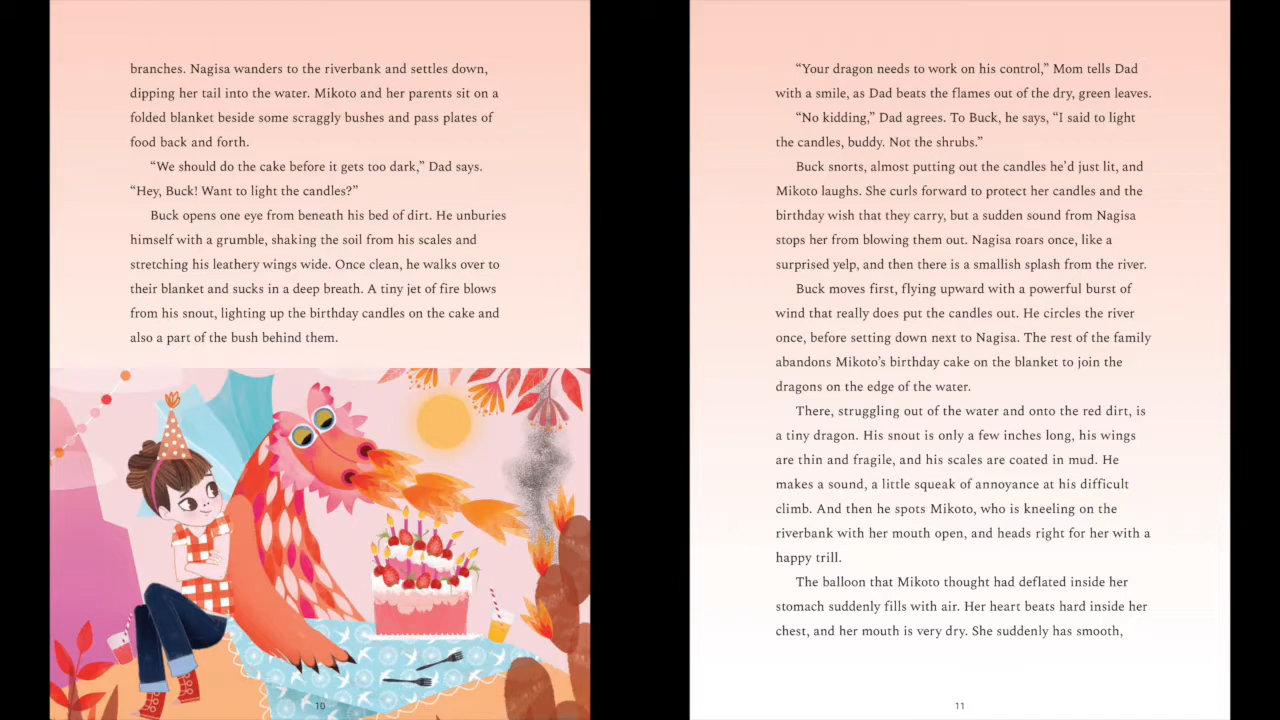 branches. Nagisa wanders to the riverbank and settles down,
dipping her tail into the water. Mikoto and her parents sit on a
folded blanket beside some scraggly bushes and pass plates of
food back and forth.
“We should do the cake before it gets too dark,” Dad says.
“Hey, Buck! Want to light the candles?”
Buck opens one eye from beneath his bed of dirt. He unburies
himself with a grumble, shaking the soil from his scales and
stretching his leathery wings wide. Once clean, he walks over to
their blanket and sucks in a deep breath. A tiny jet of fire blows
from his snout, lighting up the birthday candles on the cake and
also a part of the bush behind them.
10
“Your dragon needs to work on his control,” Mom tells Dad
with a smile, as Dad beats the flames out of the dry, green leaves.
“No kidding,” Dad agrees. To Buck, he says, “I said to light
the candles, buddy. Not the shrubs.”
Buck snorts, almost putting out the candles he’d just lit, and
Mikoto laughs. She curls forward to protect her candles and the
birthday wish that they carry, but a sudden sound from Nagisa
stops her from blowing them out. Nagisa roars once, like a
surprised yelp, and then there is a smallish splash from the river.
Buck moves first, flying upward with a powerful burst of
wind that really does put the candles out. He circles the river
once, before setting down next to Nagisa. The rest of the family
abandons Mikoto’s birthday cake on the blanket to join the
dragons on the edge of the water.
There, struggling out of the water and onto the red dirt, is
a tiny dragon. His snout is only a few inches long, his wings
are thin and fragile, and his scales are coated in mud. He
makes a sound, a little squeak of annoyance at his difficult
climb. And then he spots Mikoto, who is kneeling on the
riverbank with her mouth open, and heads right for her with a
happy trill.
The balloon that Mikoto thought had deflated inside her
stomach suddenly fills with air. Her heart beats hard inside her
chest, and her mouth is very dry. She suddenly has smooth,
11